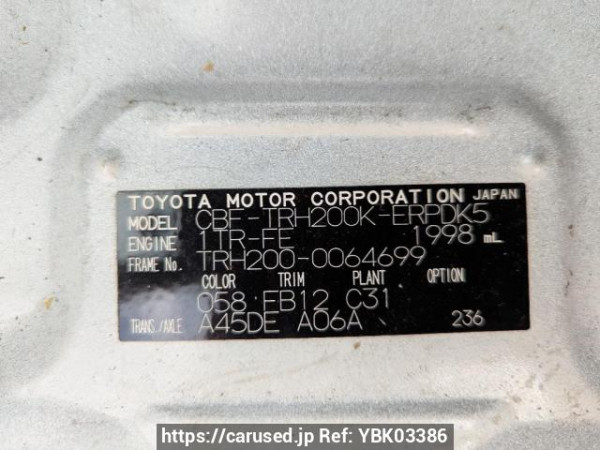 TOYOTA MOTOR CORPORATION JAPAN
MODEL CBF-TRH200K-ERPDK5
ENGINE 1TR-FE 1998 mL
FRAME No. TRH200-0064699
COLOR TRIM PLANT OPTION
058 FB12 C31
TRANS/AXLE A45DE A06A 236
https://carused.jp Ref: YBK03386